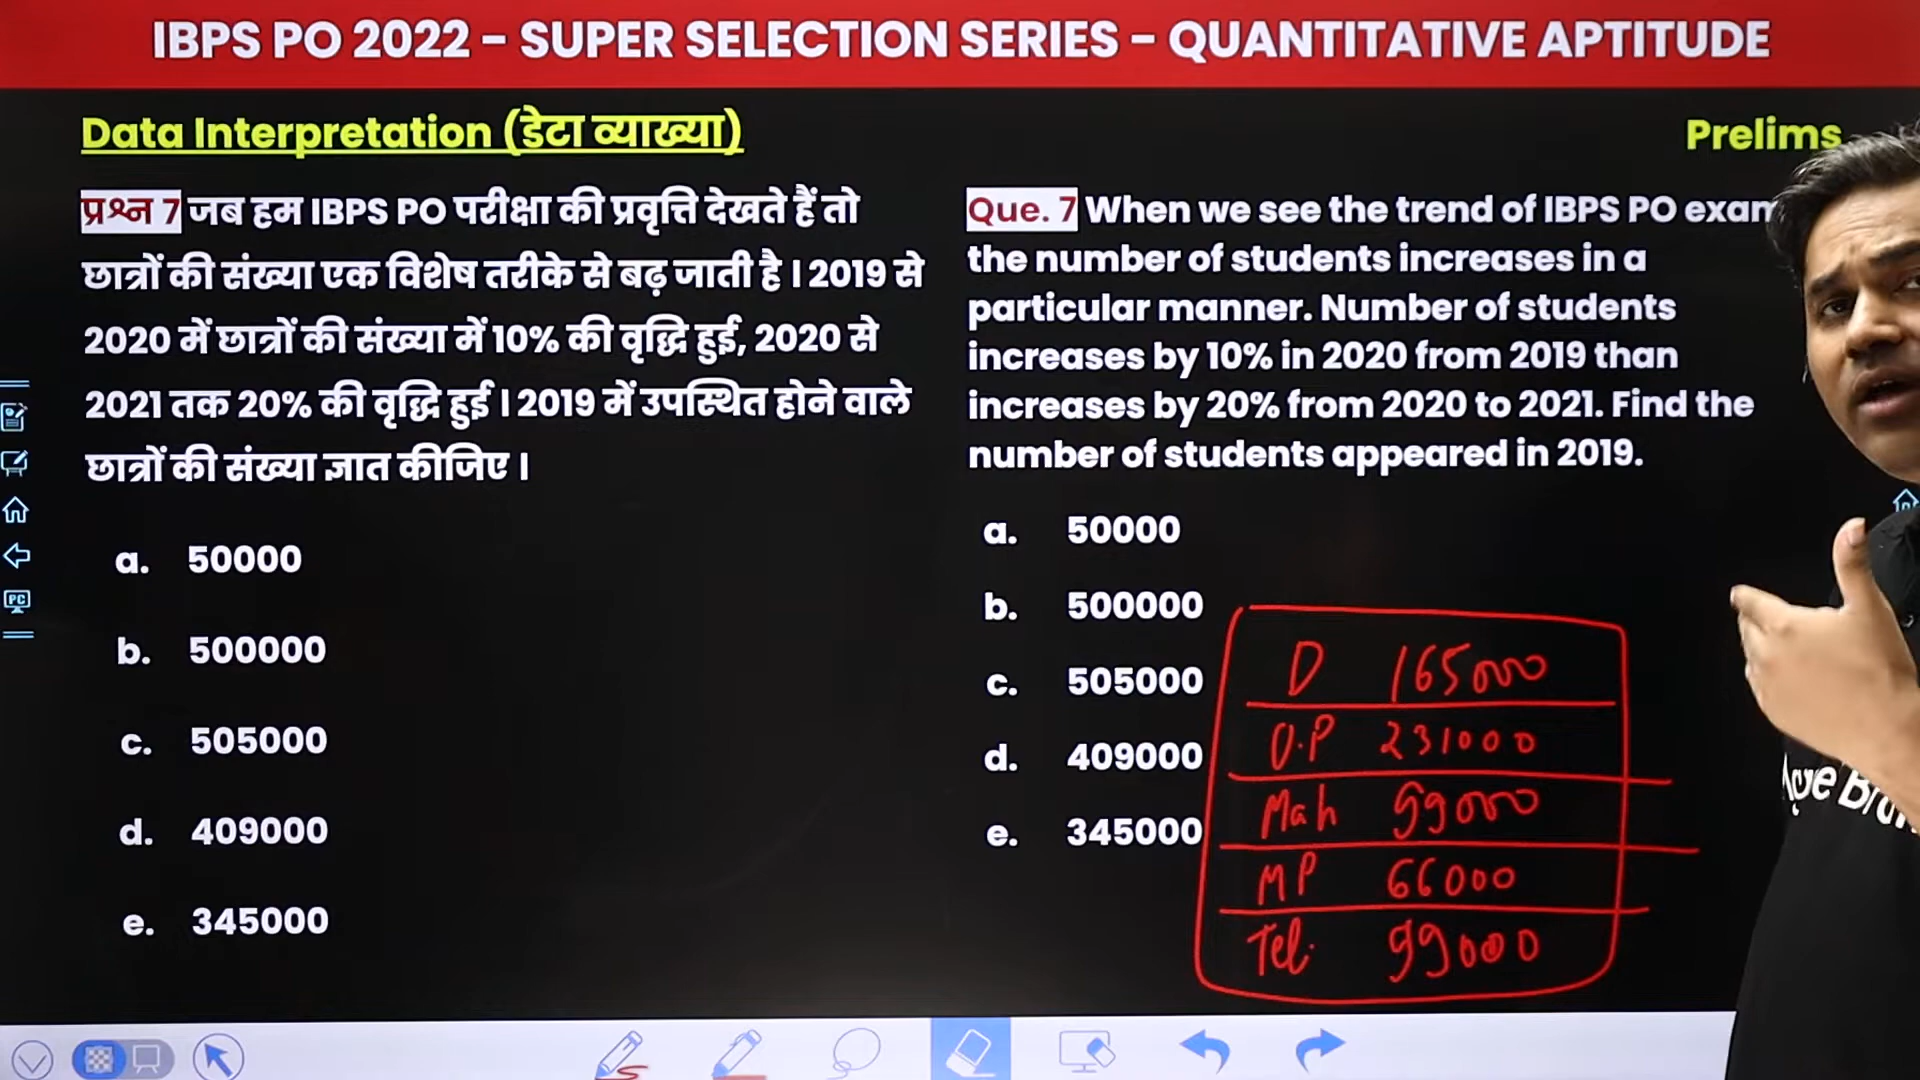 IBPS PO 2022 - SUPER SELECTION SERIES - QUANTITATIVE APTITUDE
Data Interpretation (डेटा व्याख्या)
Prelims
प्रश्न 7 जब हम IBPS PO परीक्षा की प्रवृत्ति देखते हैं तो
छात्रों की संख्या एक विशेष तरीके से बढ़ जाती है । 2019 से
2020 में छात्रों की संख्या में 10% की वृद्धि हुई, 2020 से
2021 तक 20% की वृद्धि हुई । 2019 में उपस्थित होने वाले
छात्रों की संख्या ज्ञात कीजिए ।
a. 50000
b. 500000
c. 505000
d. 409000
e. 345000
Que. 7 When we see the trend of IBPS PO exam
the number of students increases in a
particular manner. Number of students
increases by 10% in 2020 from 2019 than
increases by 20% from 2020 to 2021. Find the
number of students appeared in 2019.
a. 50000
b. 500000
c. 505000
d. 409000
e. 345000
D 165000
U.P 231000
Mah 99000
MP 66000
Tel. 99000
PC